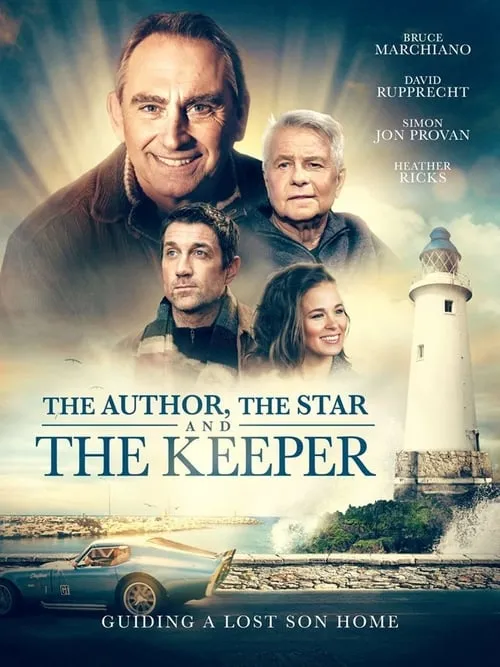 BRUCE
MARCHIANO
DAVID
RUPPRECHT
SIMON
JON PROVAN
HEATHER
RICKS
THE AUTHOR, THE STAR
AND
THE KEEPER
GT
GUIDING A LOST SON HOME